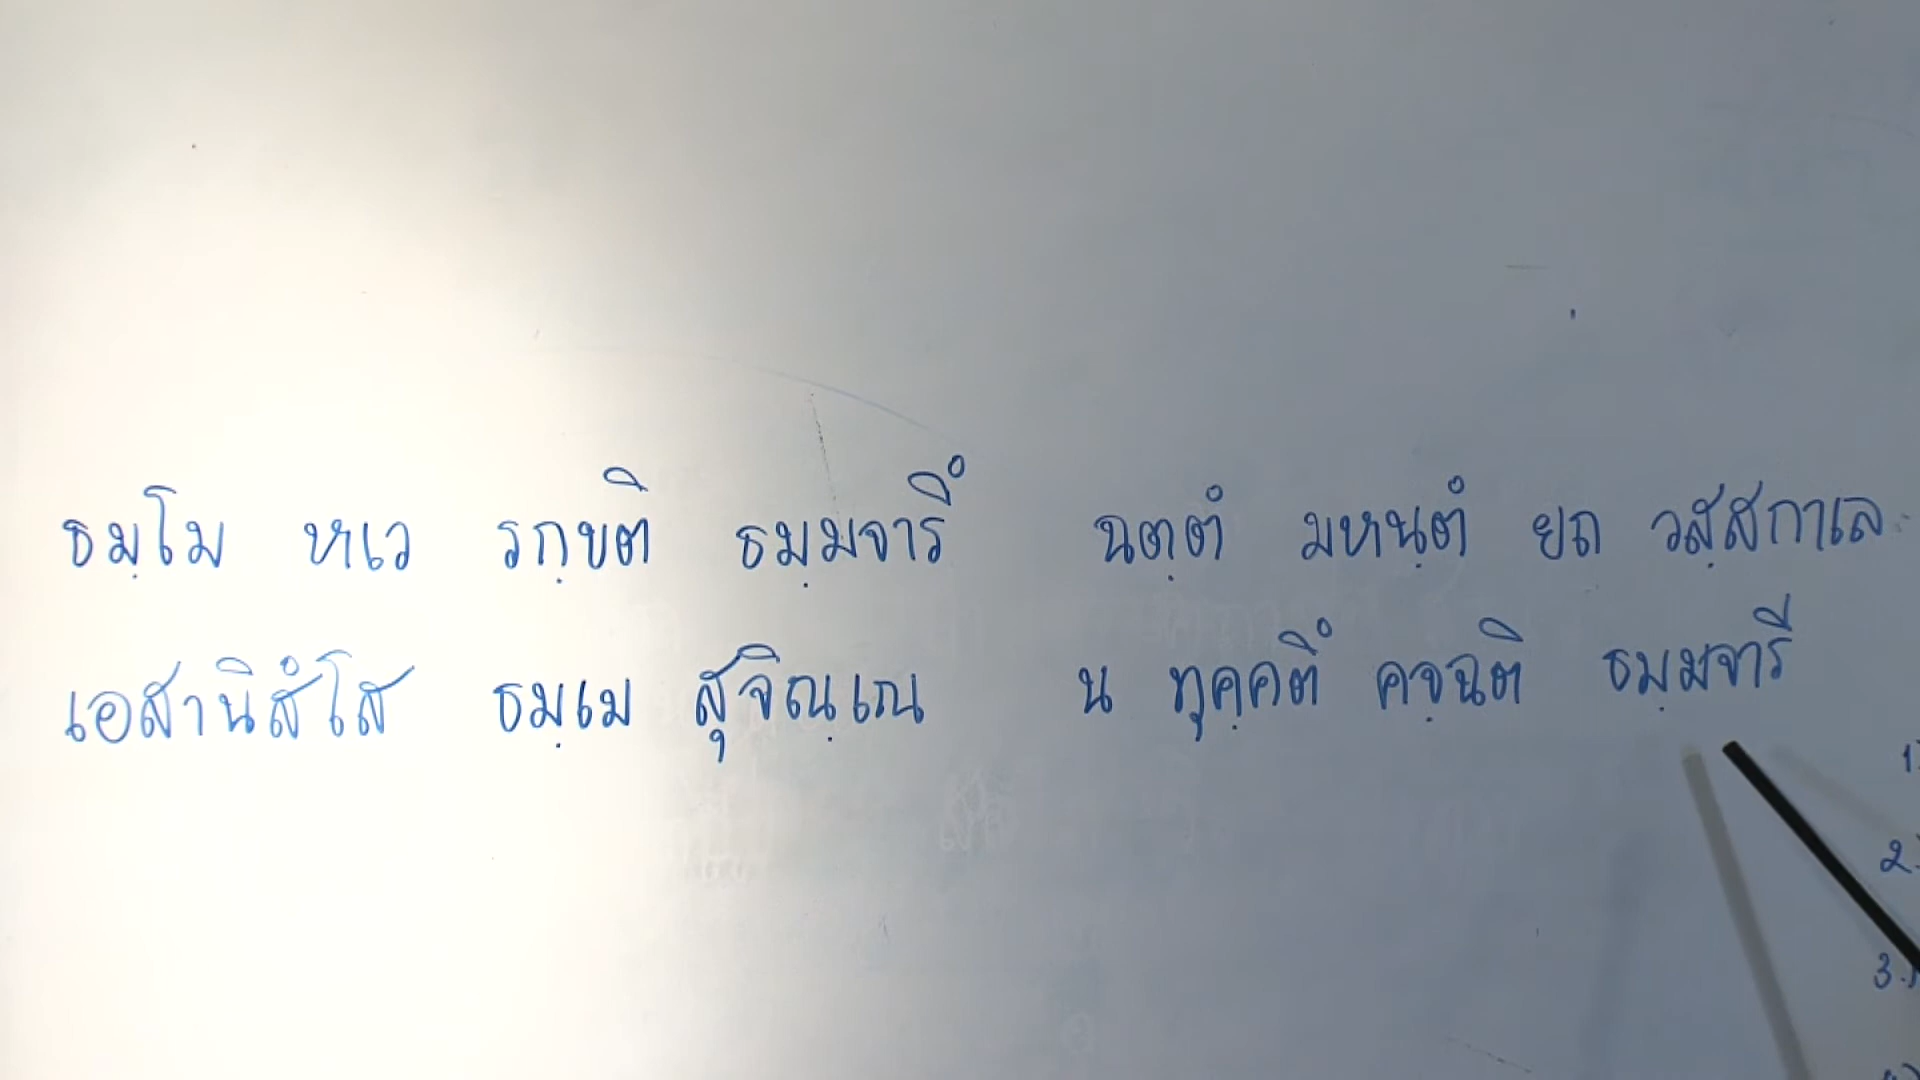 ธมฺโม หเว รกฺขติ ธมฺมจารึ ฉตฺตํ มหนฺตํ ยถ วสฺสกาเล
เอสานิสํโส ธมฺเม สุจิณฺเณ น ทุคฺคตึ คจฺฉติ ธมฺมจารี
1
2.
3.